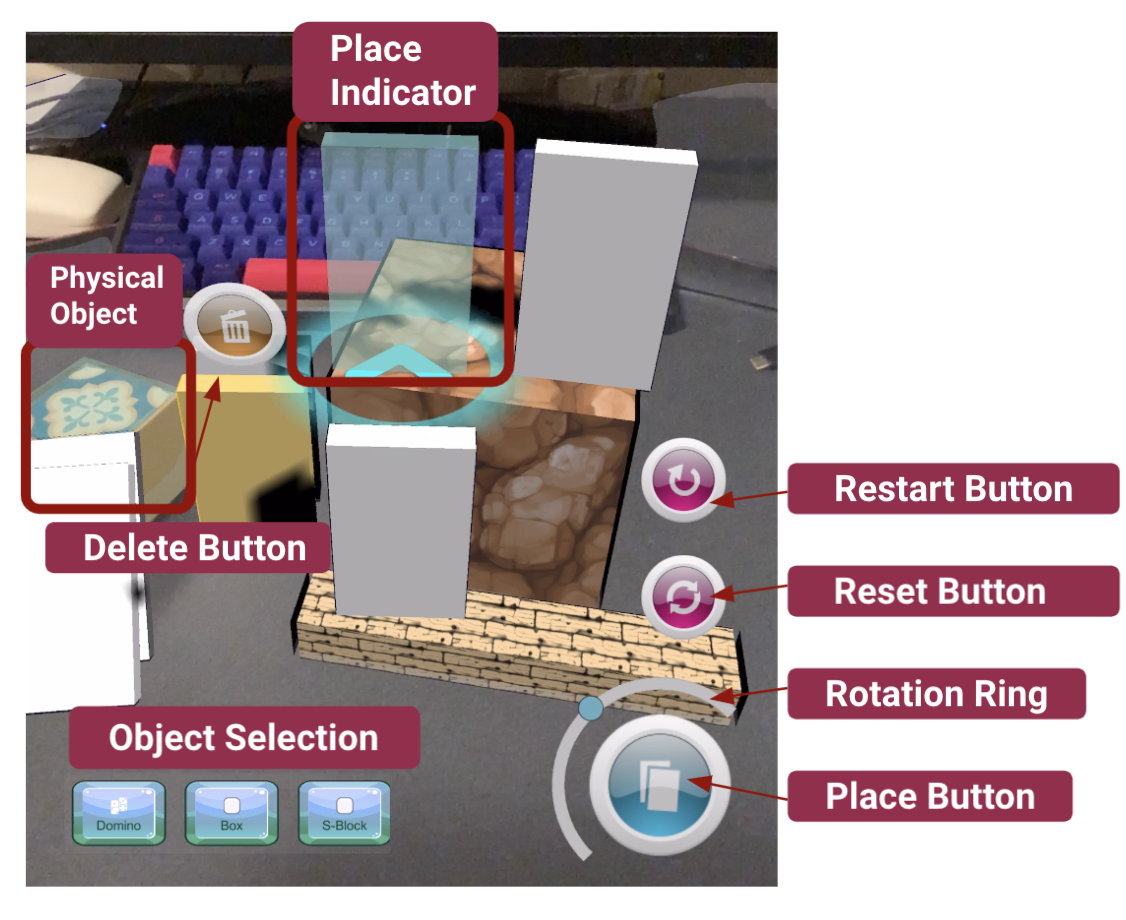 Place
Indicator
Physical
Object
Delete Button
Restart Button
Reset Button
Rotation Ring
Place Button
Object Selection
Domino
Box
S-Block